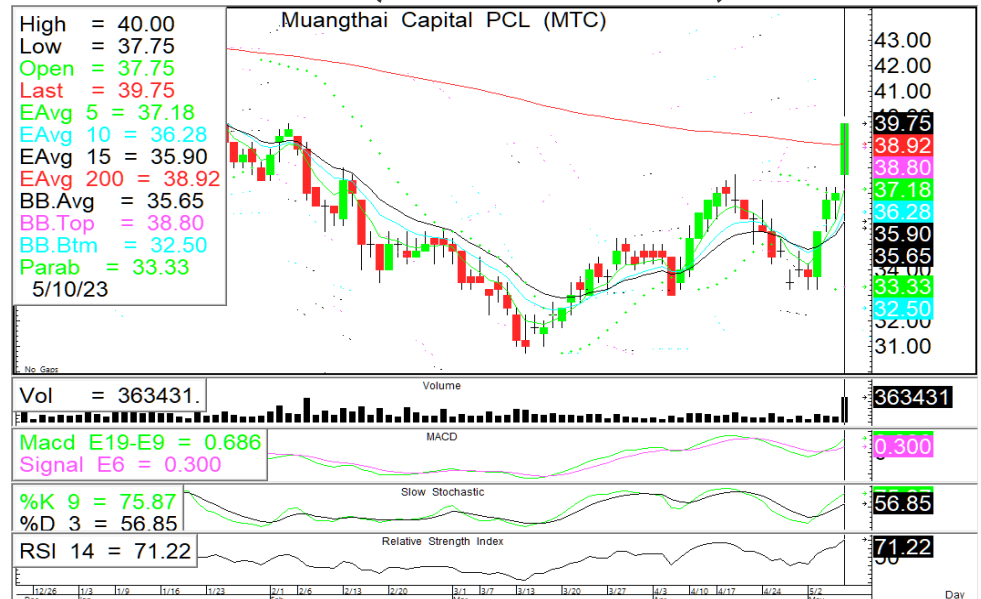 Muangthai Capital PCL (MTC)
High = 40.00
Low = 37.75
Open = 37.75
Last = 39.75
EAvg 5 = 37.18
EAvg 10 = 36.28
EAvg 15 = 35.90
EAvg 200 = 38.92
BB.Avg = 35.65
BB.Top = 38.80
BB.Btm = 32.50
Parab = 33.33
5/10/23
43.00
42.00
41.00
39.75
38.92
38.80
37.18
36.28
35.90
35.65
34.00
33.33
32.50
32.00
31.00
No Gaps
Volume
Vol = 363431.
363431
MACD
Macd E19-E9 = 0.686
Signal E6 = 0.300
0.300
Slow Stochastic
%K 9 = 75.87
%D 3 = 56.85
56.85
Relative Strength Index
RSI 14 = 71.22
71.22
50
12/26 1/3 1/9 1/16 1/23 2/1 2/6 2/13 2/20 3/1 3/7 3/13 3/20 3/27 4/3 4/10 4/17 4/24 5/2
Day